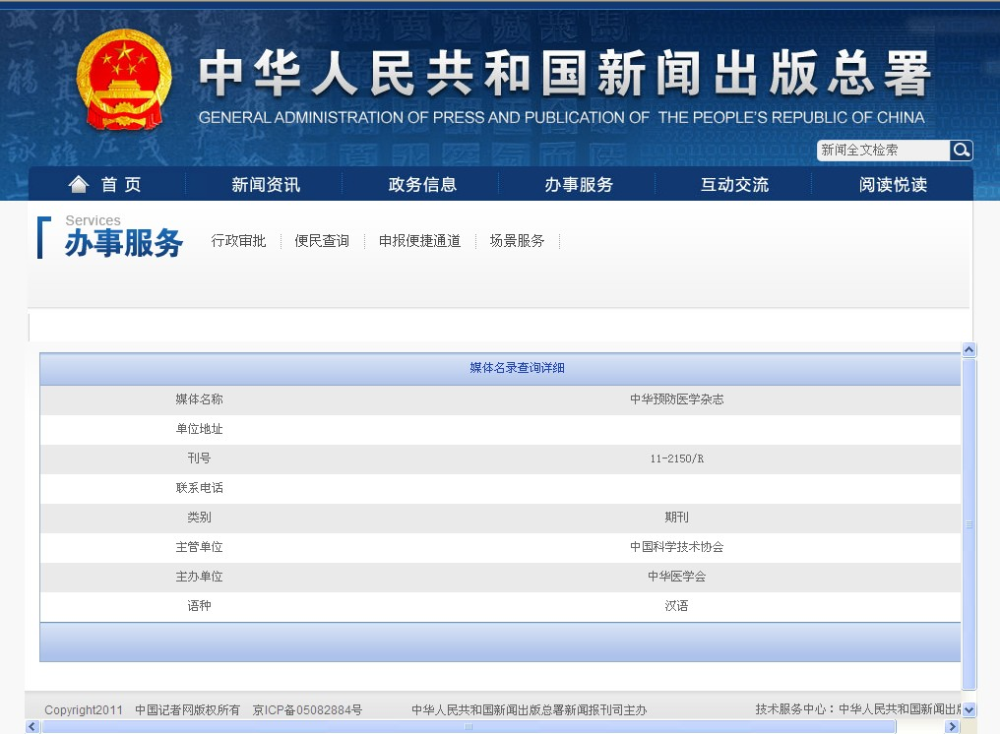 中华人民共和国新闻出版总署
GENERAL ADMINISTRATION OF PRESS AND PUBLICATION OF THE PEOPLE'S REPUBLIC OF CHINA
新闻全文检索
首页 新闻资讯 政务信息 办事服务 互动交流 阅读悦读
Services
办事服务 行政审批 便民查询 申报便捷通道 场景服务
媒体名录查询详细
媒体名称 中华预防医学杂志
单位地址
刊号 11-2150/R
联系电话
类别 期刊
主管单位 中国科学技术协会
主办单位 中华医学会
语种 汉语
Copyright2011 中国记者网版权所有 京ICP备05082884号 中华人民共和国新闻出版总署新闻报刊司主办 技术服务中心：中华人民共和国新闻出